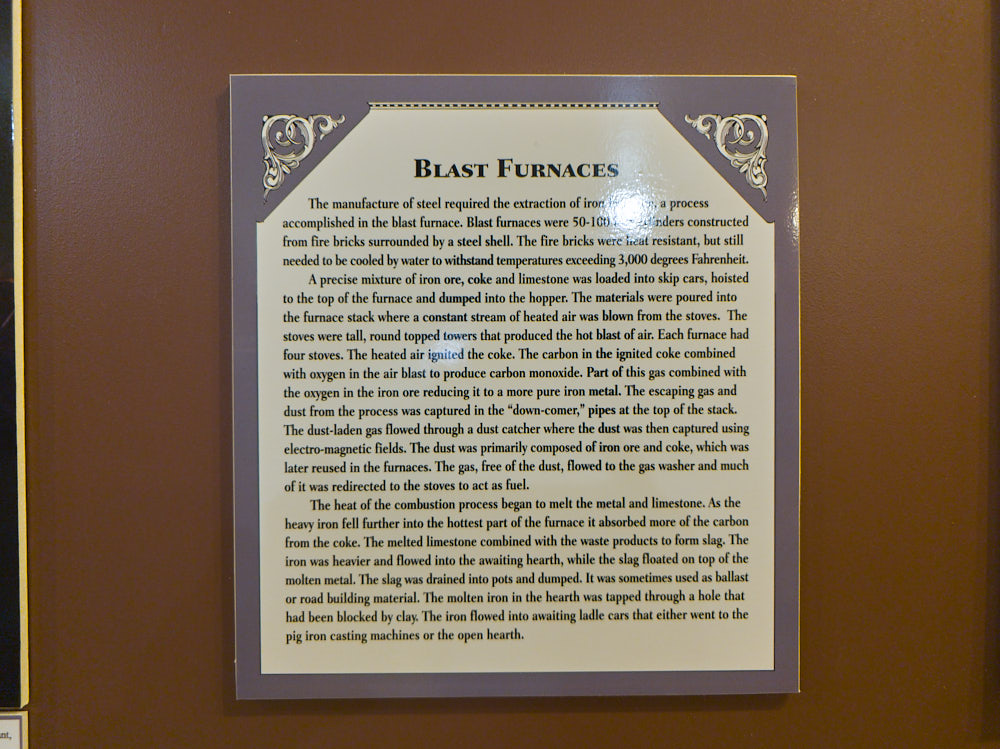 BLAST FURNACES
The manufacture of steel required the extraction of iron a process
accomplished in the blast furnace. Blast furnaces were 50-100 constructed
from fire bricks surrounded by a steel shell. The fire bricks were heat resistant, but still
needed to be cooled by water to withstand temperatures exceeding 3,000 degrees Fahrenheit.
A precise mixture of iron ore, coke and limestone was loaded into skip cars, hoisted
to the top of the furnace and dumped into the hopper. The materials were poured into
the furnace stack where a constant stream of heated air was blown from the stoves. The
stoves were tall, round topped towers that produced the hot blast of air. Each furnace had
four stoves. The heated air ignited the coke. The carbon in the ignited coke combined
with oxygen in the air blast to produce carbon monoxide. Part of this gas combined with
the oxygen in the iron ore reducing it to a more pure iron metal. The escaping gas and
dust from the process was captured in the “down-comer,” pipes at the top of the stack.
The dust-laden gas flowed through a dust catcher where the dust was then captured using
electro-magnetic fields. The dust was primarily composed of iron ore and coke, which was
later reused in the furnaces. The gas, free of the dust, flowed to the gas washer and much
of it was redirected to the stoves to act as fuel.
The heat of the combustion process began to melt the metal and limestone. As the
heavy iron fell further into the hottest part of the furnace it absorbed more of the carbon
from the coke. The melted limestone combined with the waste products to form slag. The
iron was heavier and flowed into the awaiting hearth, while the slag floated on top of the
molten metal. The slag was drained into pots and dumped. It was sometimes used as ballast
or road building material. The molten iron in the hearth was tapped through a hole that
had been blocked by clay. The iron flowed into awaiting ladle cars that either went to the
pig iron casting machines or the open hearth.